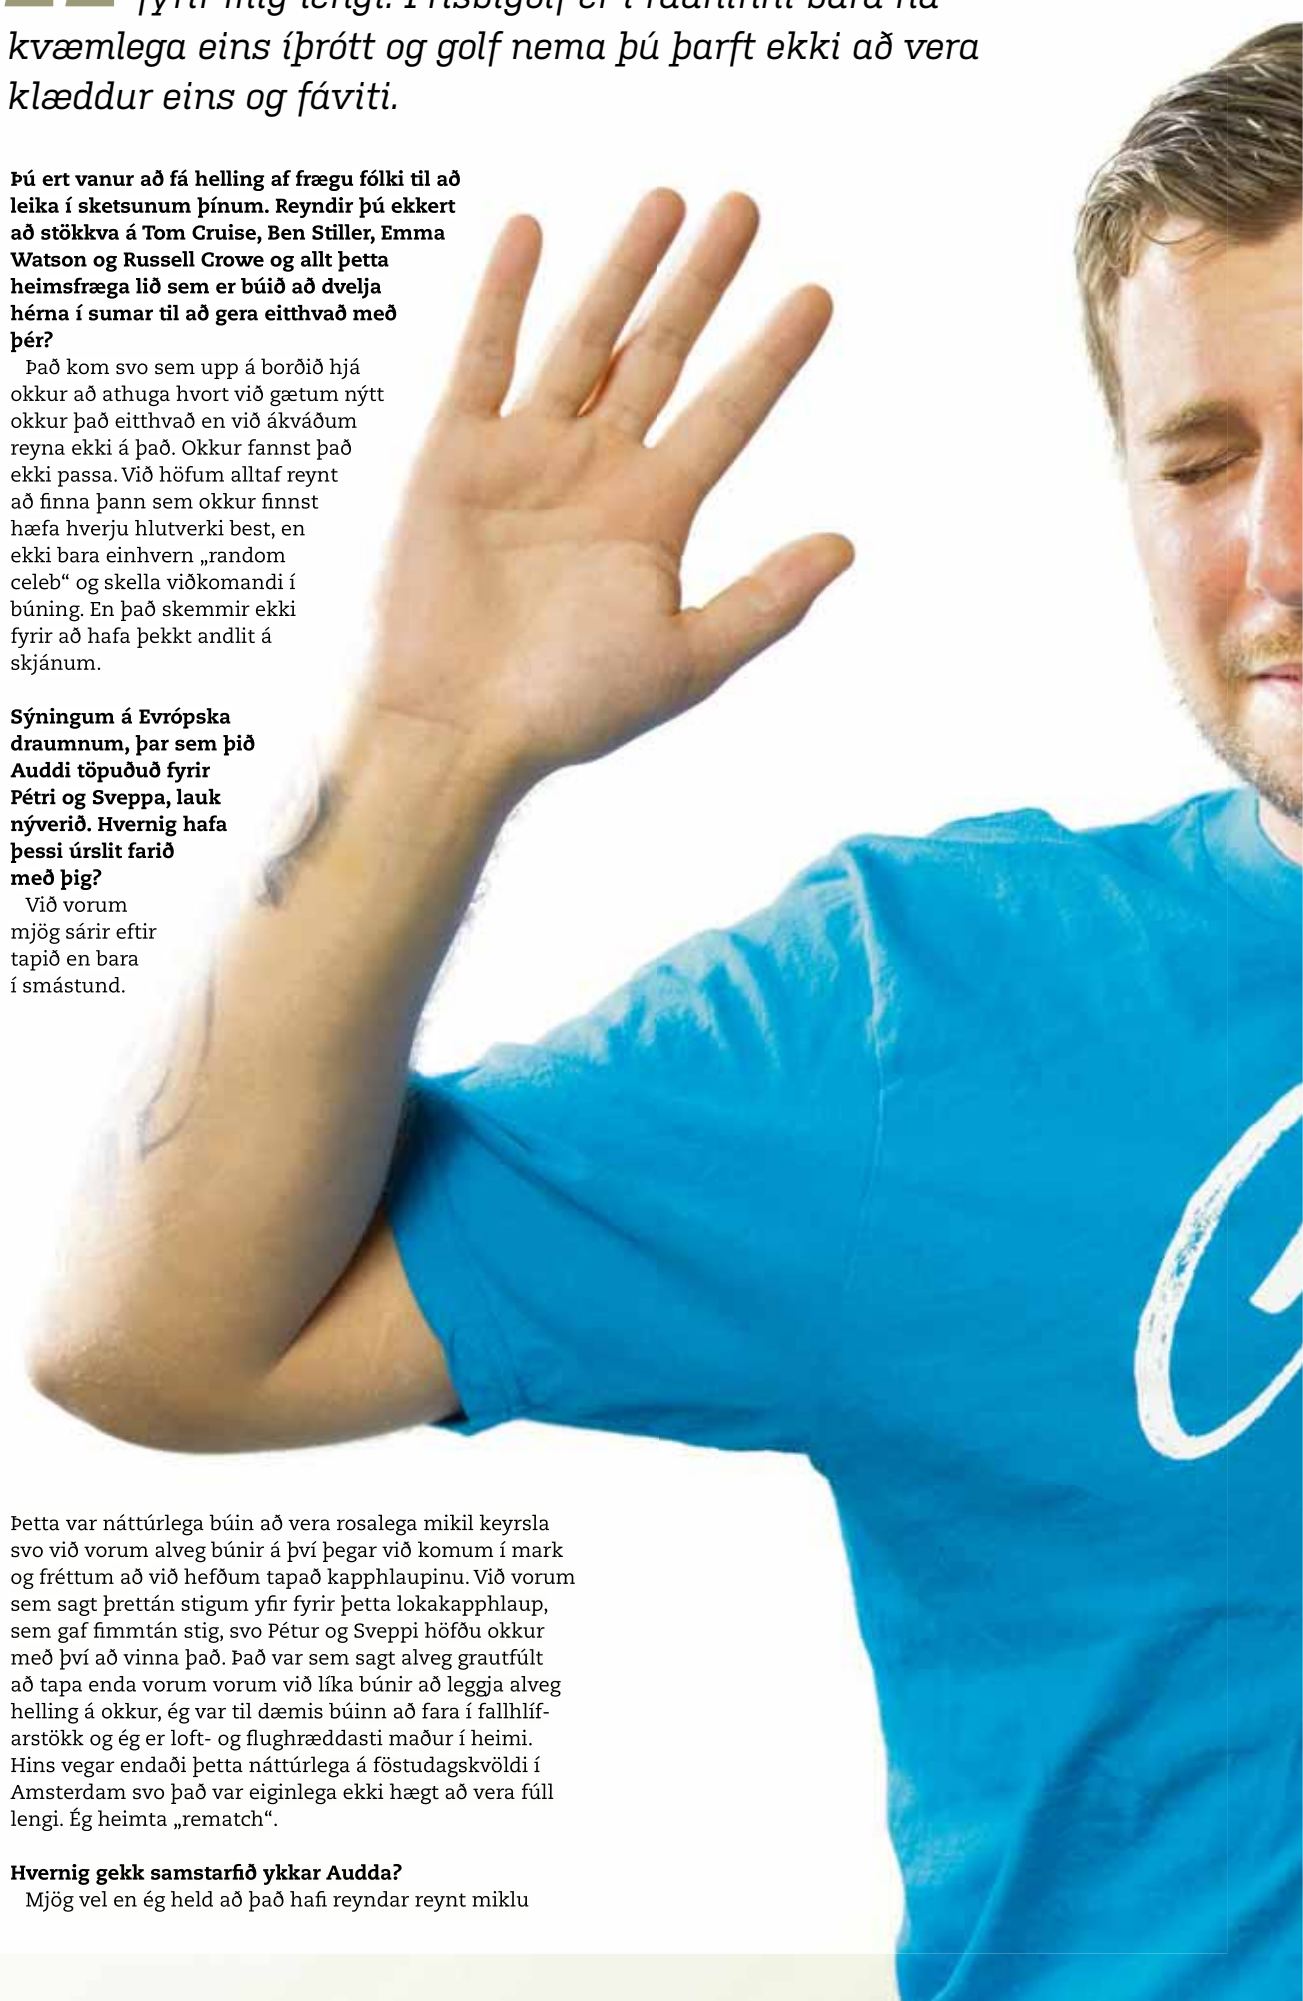 fyrir mig lengi. Frisbígolf er í rauninni bara ná-
kvæmlega eins íþrótt og golf nema þú þarft ekki að vera
klæddur eins og fáviti.
Þú ert vanur að fá helling af frægu fólki til að
leika í sketsunum þínum. Reyndir þú ekkert
að stökkva á Tom Cruise, Ben Stiller, Emma
Watson og Russell Crowe og allt þetta
heimsfræga lið sem er búið að dvelja
hérna í sumar til að gera eitthvað með
þér?
Það kom svo sem upp á borðið hjá
okkur að athuga hvort við gætum nýtt
okkur það eitthvað en við ákváðum
reyna ekki á það. Okkur fannst það
ekki passa. Við höfum alltaf reynt
að finna þann sem okkur finnst
hæfa hverju hlutverki best, en
ekki bara einhvern „random
celeb“ og skella viðkomandi í
búning. En það skemmir ekki
fyrir að hafa þekkt andlit á
skjánum.
Sýningum á Evrópska
draumnum, þar sem þið
Auddi töpuðuð fyrir
Pétri og Sveppa, lauk
nýverið. Hvernig hafa
þessi úrslit farið
með þig?
Við vorum
mjög sárir eftir
tapið en bara
í smástund.
Þetta var náttúrlega búin að vera rosalega mikil keyrsla
svo við vorum alveg búnir á því þegar við komum í mark
og fréttum að við hefðum tapað kapphlaupinu. Við vorum
sem sagt þrettán stigum yfir fyrir þetta lokakapphlaup,
sem gaf fimmtán stig, svo Pétur og Sveppi höfðu okkur
með því að vinna það. Það var sem sagt alveg grautfúlt
að tapa enda vorum vorum við líka búnir að leggja alveg
helling á okkur, ég var til dæmis búinn að fara í fallhlíf-
arstökk og ég er loft- og flughræddasti maður í heimi.
Hins vegar endaði þetta náttúrlega á föstudagskvöldi í
Amsterdam svo það var eiginlega ekki hægt að vera fúll
lengi. Ég heimta „rematch“.
Hvernig gekk samstarfið ykkar Audda?
Mjög vel en ég held að það hafi reyndar reynt miklu